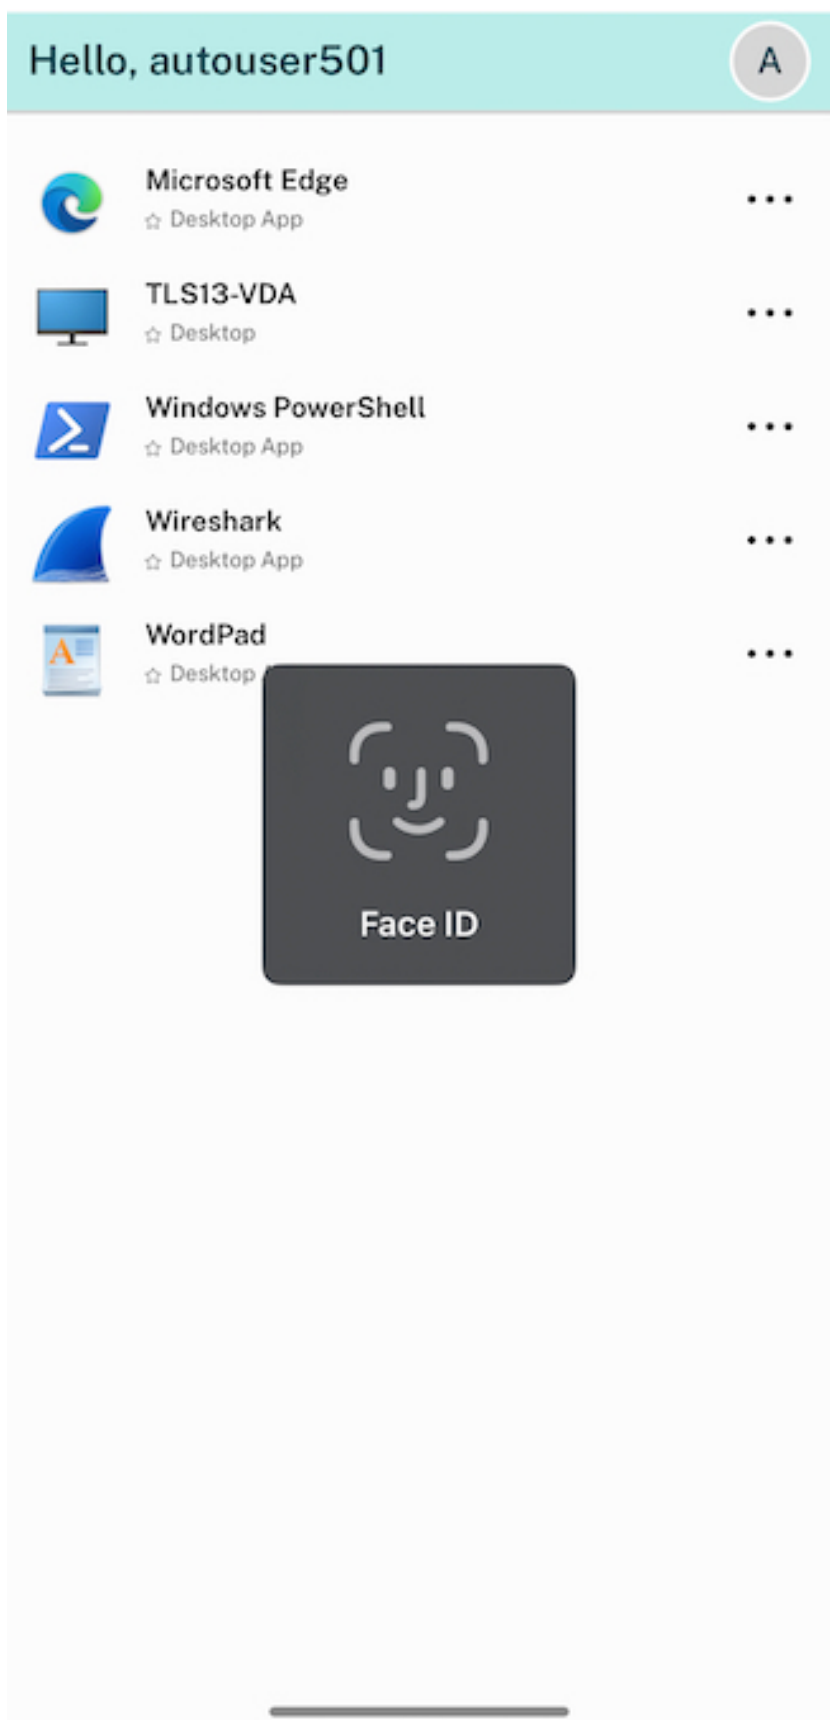 Hello, autouser501
A
Microsoft Edge
Desktop App
TLS13-VDA
Desktop
Windows PowerShell
Desktop App
Wireshark
Desktop App
WordPad
Desktop
Face ID